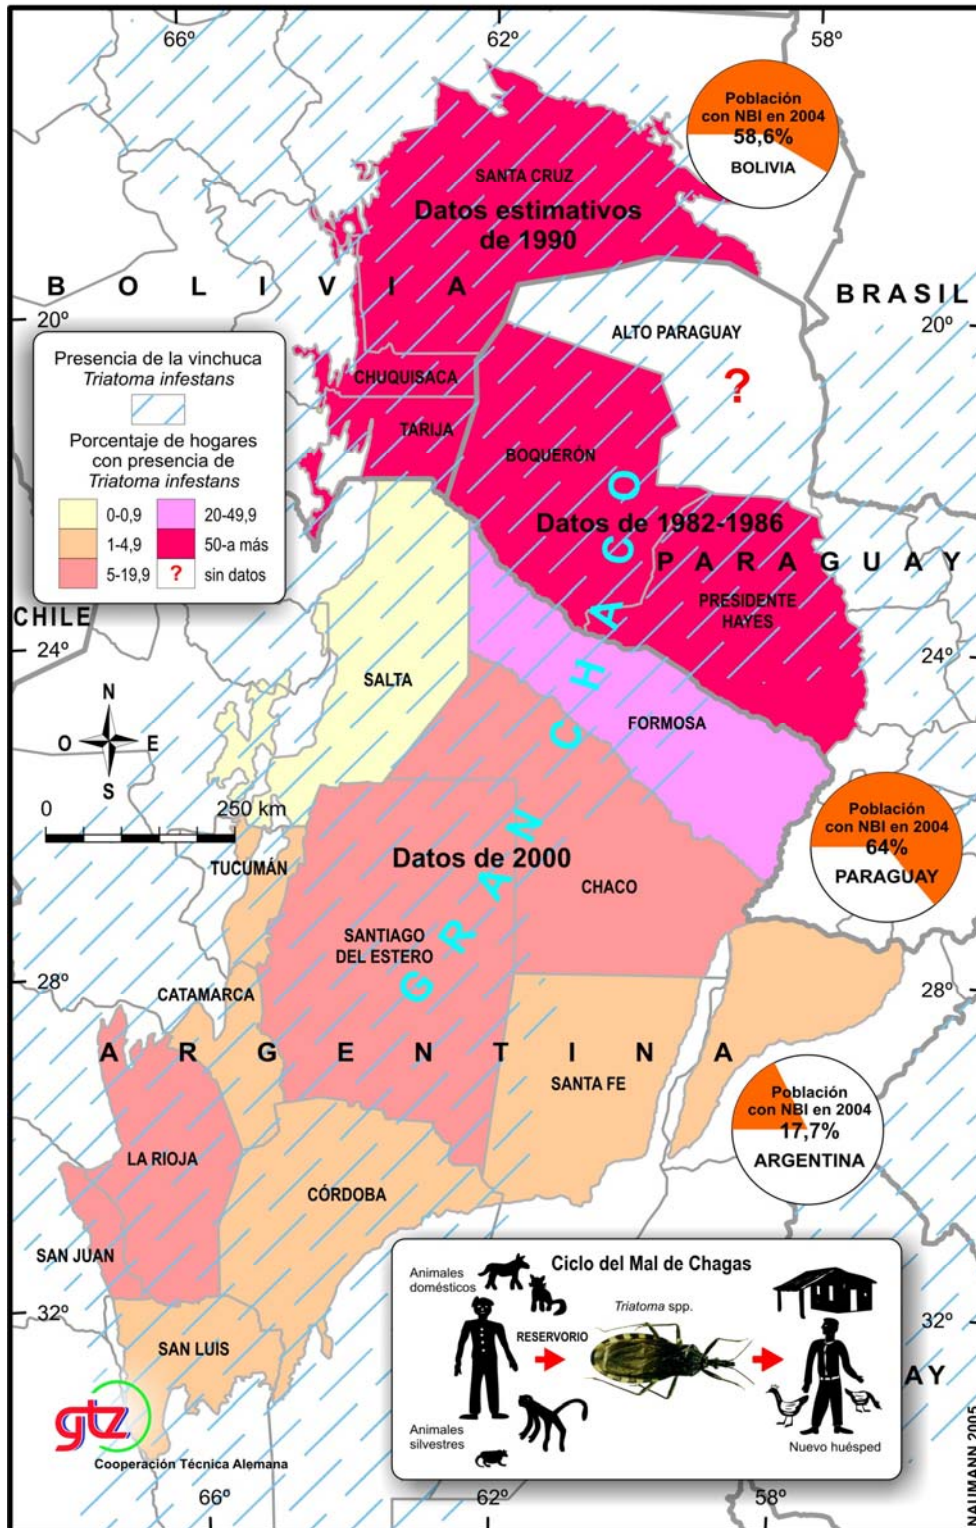 66º
62º
58º
Población
con NBI en 2004
58,6%
BOLIVIA
SANTA CRUZ
Datos estimativos
de 1990
BOLIVIA
BRASIL
20º
20º
ALTO PARAGUAY
?
Presencia de la vinchuca
Triatoma infestans
Porcentaje de hogares
con presencia de
Triatoma infestans
0-0,9
20-49,9
1-4,9
50-a más
5-19,9
? sin datos
CHUQUISACA
TARIJA
BOQUERÓN
Datos de 1982-1986
PARAGUAY
PRESIDENTE
HAYES
CHILE
24º
24º
SALTA
FORMOSA
GRAN CHACO
N
O E
S
0 250 km
Población
con NBI en 2004
64%
PARAGUAY
TUCUMÁN
Datos de 2000
CHACO
SANTIAGO
DEL ESTERO
CATAMARCA
28º
28º
ARGENTINA
SANTA FE
Población
con NBI en 2004
17,7%
ARGENTINA
LA RIOJA
CÓRDOBA
SAN JUAN
32º
32º
SAN LUIS
AY
Ciclo del Mal de Chagas
Animales
domésticos
Triatoma spp.
RESERVORIO
Animales
silvestres
Nuevo huésped
gtz
Cooperación Técnica Alemana
66º
62º
58º
NAUMANN 2005